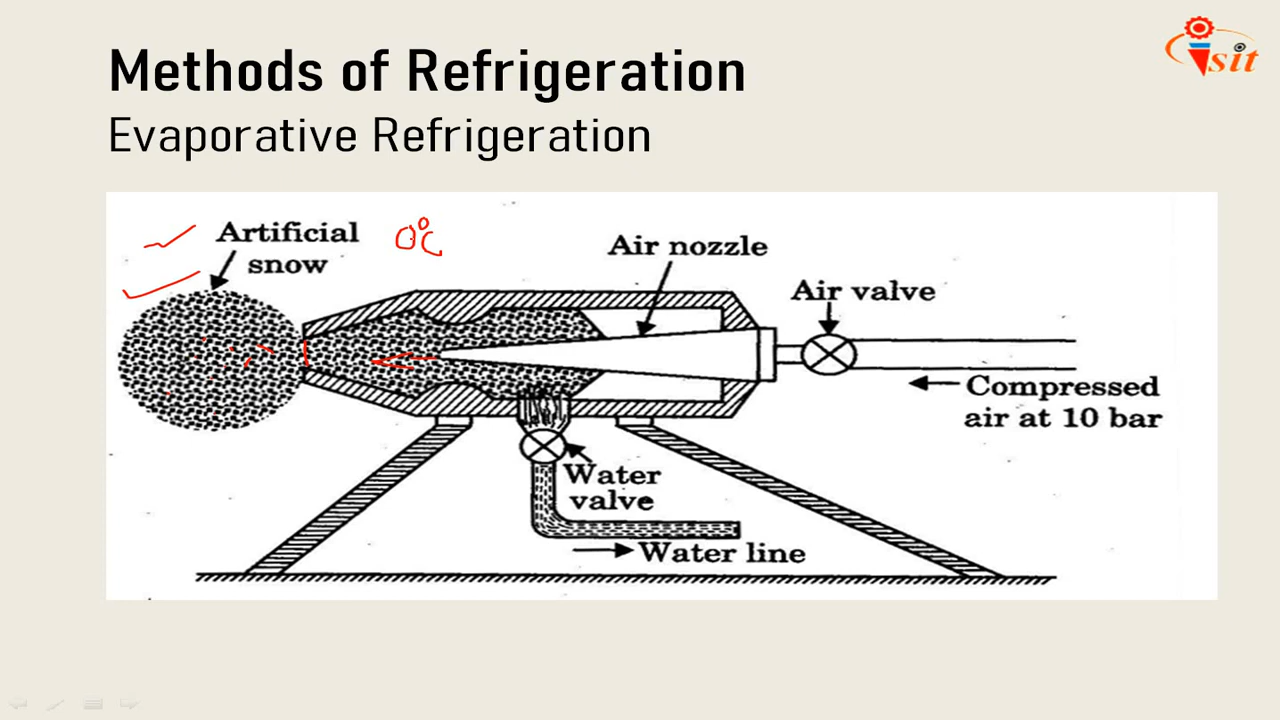 Methods of Refrigeration
Evaporative Refrigeration
isit
Artificial
snow
0°C
Air nozzle
Air valve
Compressed
air at 10 bar
Water
valve
Water line